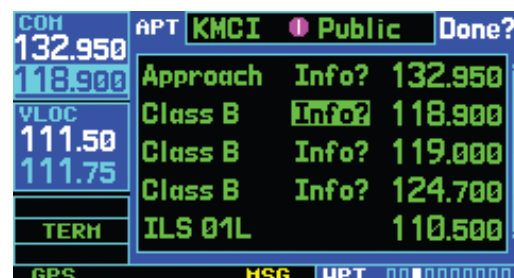 COM
132.950
118.900
VLOC
111.50
111.75
TERM
GPS
APT KMCI Public Done?
Approach Info? 132.950
Class B Info? 118.900
Class B Info? 119.000
Class B Info? 124.700
ILS 01L 110.500
MSG WPT